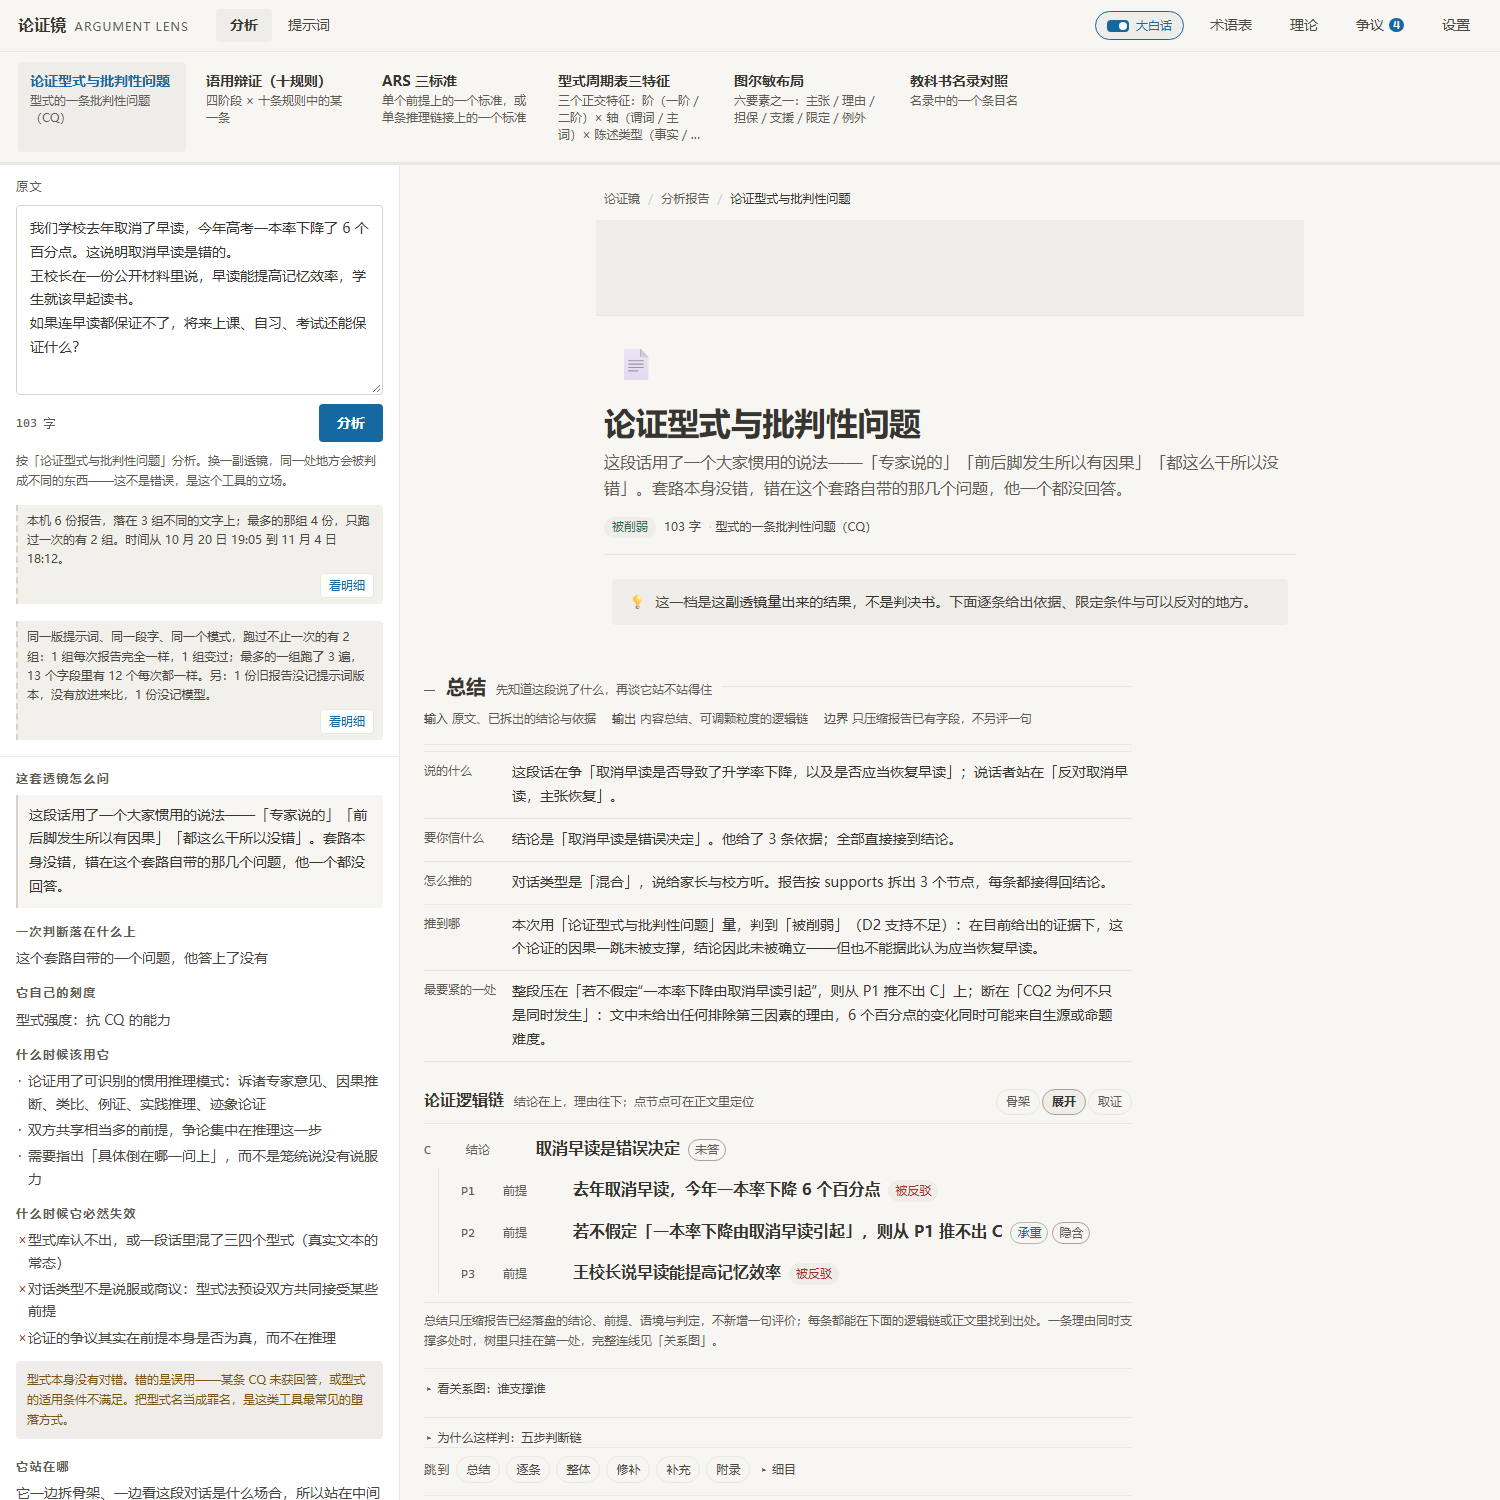 论证镜 ARGUMENT LENS 分析 提示词 大白话 术语表 理论 争议 4 设置
论证型式与批判性问题
型式的一条批判性问题
（CQ）
语用辩证（十规则）
四阶段 × 十条规则中的某
一条
ARS 三标准
单个前提上的一个标准，或
单条推理链接上的一个标准
型式周期表三特征
三个正交特征：阶（一阶 /
二阶）× 轴（谓词 / 主
词）× 陈述类型（事实 / ...
图尔敏布局
六要素之一：主张 / 理由 /
担保 / 支援 / 限定 / 例外
教科书名录对照
名录中的一个条目名
原文
我们学校去年取消了早读，今年高考一本率下降了 6 个
百分点。这说明取消早读是错的。
王校长在一份公开材料里说，早读能提高记忆效率，学
生就该早起读书。
如果连早读都保证不了，将来上课、自习、考试还能保
证什么？
103 字
分析
按「论证型式与批判性问题」分析。换一副透镜，同一处地方会被判
成不同的东西——这不是错误，是这个工具的立场。
本机 6 份报告，落在 3 组不同的文字上；最多的那组 4 份，只跑
过一次的有 2 组。时间从 10 月 20 日 19:05 到 11 月 4 日
18:12。
看明细
同一版提示词、同一段字、同一个模式，跑过不止一次的有 2
组：1 组每次报告完全一样，1 组变过；最多的一组跑了 3 遍，
13 个字段里有 12 个每次都一样。另：1 份旧报告没记提示词版
本，没有放进来比，1 份没记模型。
看明细
这套透镜怎么问
这段话用了一个大家惯用的说法——「专家说的」「前
后脚发生所以有因果」「都这么干所以没错」。套路本
身没错，错在这个套路自带的那几个问题，他一个都没
回答。
一次判断落在什么上
这个套路自带的一个问题，他答上了没有
它自己的刻度
型式强度：抗 CQ 的能力
什么时候该用它
· 论证用了可识别的惯用推理模式：诉诸专家意见、因果推
断、类比、例证、实践推理、迹象论证
· 双方共享相当多的前提，争论集中在推理这一步
· 需要指出「具体倒在哪一问上」，而不是笼统说没有说服
力
什么时候它必然失效
×型式库认不出，或一段话里混了三四个型式（真实文本的
常态）
×对话类型不是说服或商议：型式法预设双方共同接受某些
前提
×论证的争议其实在前提本身是否为真，而不在推理
型式本身没有对错。错的是误用——某条 CQ 未获回答，或型式
的适用条件不满足。把型式名当成罪名，是这类工具最常见的堕
落方式。
它站在哪
它一边拆骨架、一边看这段对话是什么场合，所以站在中间
论证镜 / 分析报告 / 论证型式与批判性问题
论证型式与批判性问题
这段话用了一个大家惯用的说法——「专家说的」「前后脚发生所以有因果」「都这么干所以没
错」。套路本身没错，错在这个套路自带的那几个问题，他一个都没回答。
被削弱 103 字 · 型式的一条批判性问题（CQ）
这一档是这副透镜量出来的结果，不是判决书。下面逐条给出依据、限定条件与可以反对的地方。
— 总结 先知道这段说了什么，再谈它站不站得住
输入 原文、已拆出的结论与依据 输出 内容总结、可调颗粒度的逻辑链 边界 只压缩报告已有字段，不另评一句
说的什么 这段话在争「取消早读是否导致了升学率下降，以及是否应当恢复早读」；说话者站在「反对取消早
读，主张恢复」。
要你信什么 结论是「取消早读是错误决定」。他给了 3 条依据；全部直接接到结论。
怎么推的 对话类型是「混合」，说给家长与校方听。报告按 supports 拆出 3 个节点，每条都接得回结论。
推到哪 本次用「论证型式与批判性问题」量，判到「被削弱」（D2 支持不足）：在目前给出的证据下，这
个论证的因果一跳未被支撑，结论因此未被确立——但也不能据此认为应当恢复早读。
最要紧的一处 整段压在「若不假定“一本率下降由取消早读引起”，则从 P1 推不出 C」上；断在「CQ2 为何不只
是同时发生」：文中未给出任何排除第三因素的理由，6 个百分点的变化同时可能来自生源或命题
难度。
论证逻辑链 结论在上，理由往下；点节点可在正文里定位 骨架 展开 取证
C 结论 取消早读是错误决定 未答
P1 前提 去年取消早读，今年一本率下降 6 个百分点 被反驳
P2 前提 若不假定「一本率下降由取消早读引起」，则从 P1 推不出 C 承重 隐含
P3 前提 王校长说早读能提高记忆效率 被反驳
总结只压缩报告已经落盘的结论、前提、语境与判定，不新增一句评价；每条都能在下面的逻辑链或正文里找到出处。一条理由同时支
撑多处时，树里只挂在第一处，完整连线见「关系图」。
▸ 看关系图：谁支撑谁
▸ 为什么这样判：五步判断链
跳到 总结 逐条 整体 修补 补充 附录 ▸ 细目